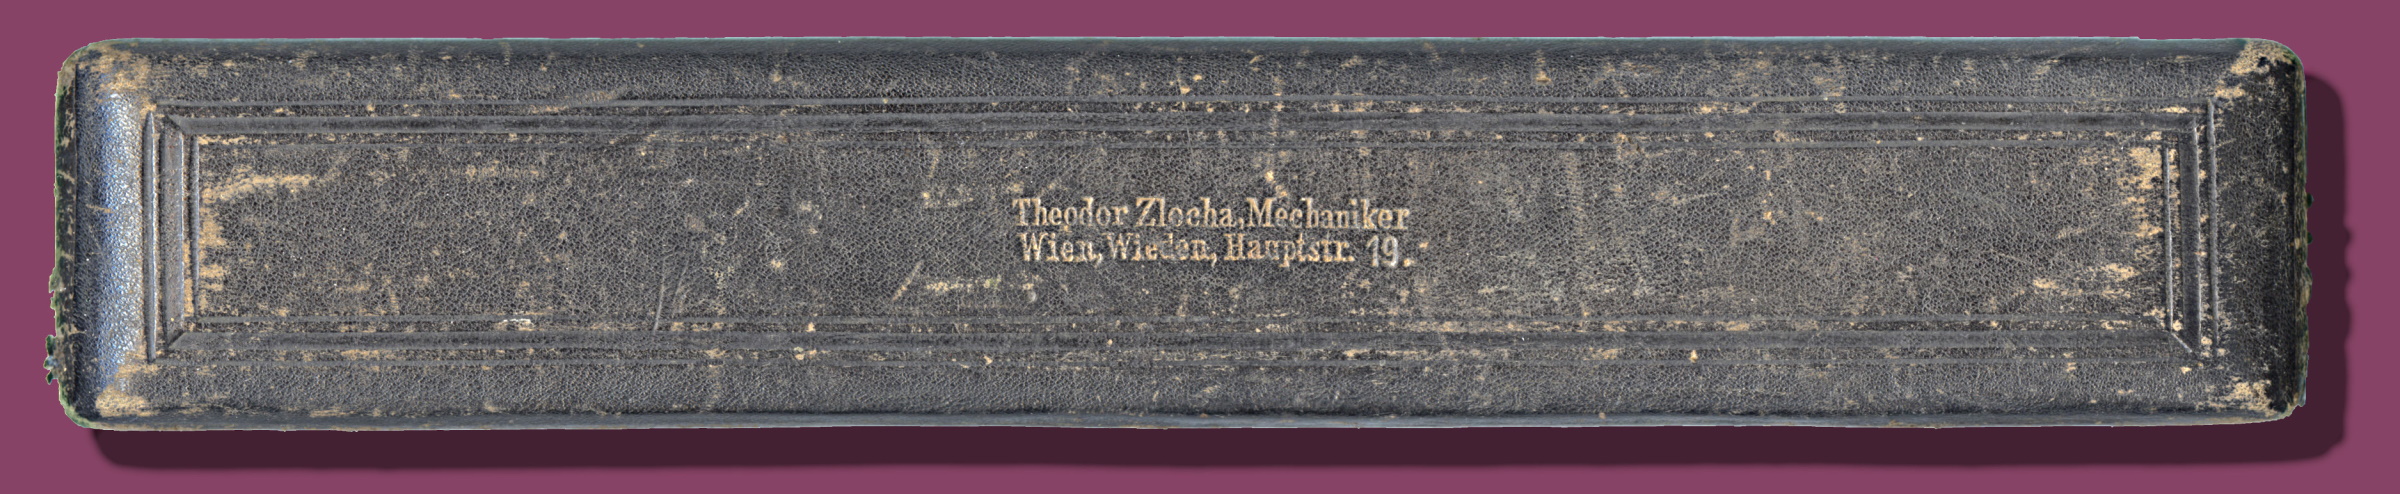 Theodor Zlocha, Mechaniker
Wien, Wieden, Hauptstr. 19.